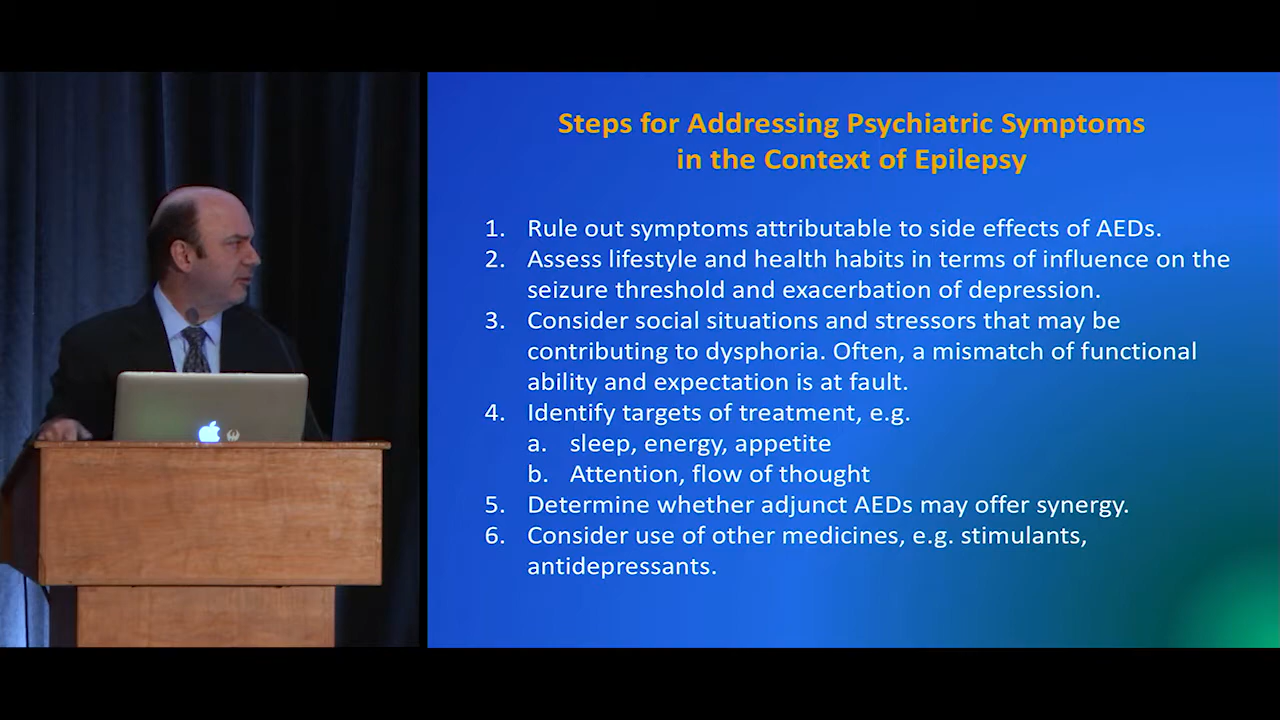 Steps for Addressing Psychiatric Symptoms
in the Context of Epilepsy
1. Rule out symptoms attributable to side effects of AEDs.
2. Assess lifestyle and health habits in terms of influence on the
seizure threshold and exacerbation of depression.
3. Consider social situations and stressors that may be
contributing to dysphoria. Often, a mismatch of functional
ability and expectation is at fault.
4. Identify targets of treatment, e.g.
a. sleep, energy, appetite
b. Attention, flow of thought
5. Determine whether adjunct AEDs may offer synergy.
6. Consider use of other medicines, e.g. stimulants,
antidepressants.